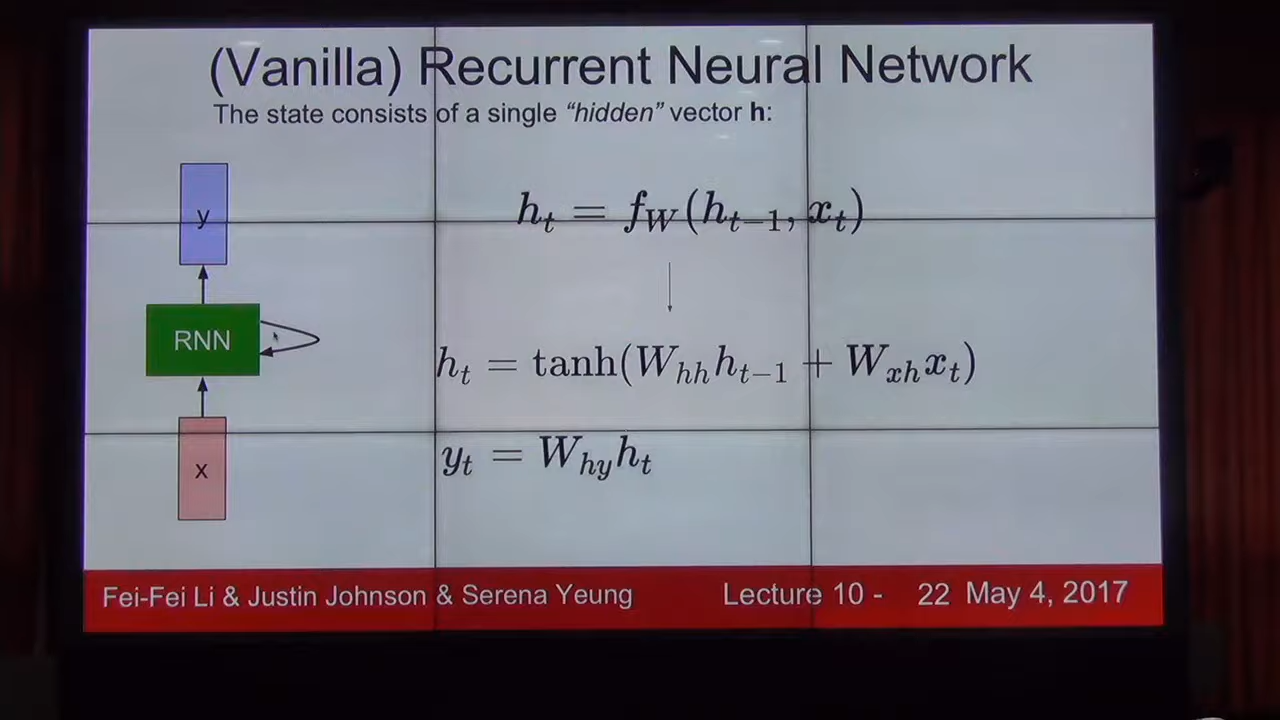 (Vanilla) Recurrent Neural Network
The state consists of a single "hidden" vector h:
y
RNN
x
h_t = f_W(h_{t-1}, x_t)
h_t = tanh(W_{hh}h_{t-1} + W_{xh}x_t)
y_t = W_{hy}h_t
Fei-Fei Li & Justin Johnson & Serena Yeung Lecture 10 - 22 May 4, 2017